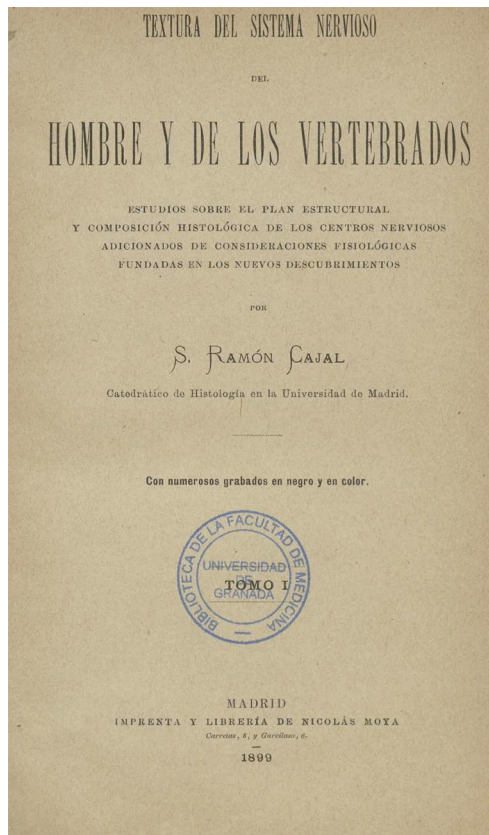 TEXTURA DEL SISTEMA NERVIOSO
DEL
HOMBRE Y DE LOS VERTEBRADOS
ESTUDIOS SOBRE EL PLAN ESTRUCTURAL
Y COMPOSICIÓN HISTOLÓGICA DE LOS CENTROS NERVIOSOS
ADICIONADOS DE CONSIDERACIONES FISIOLÓGICAS
FUNDADAS EN LOS NUEVOS DESCUBRIMIENTOS
POR
S. RAMÓN CAJAL
Catedrático de Histología en la Universidad de Madrid.
Con numerosos grabados en negro y en color.
BIBLIOTECA DE LA FACULTAD DE MEDICINA
UNIVERSIDAD
DE
GRANADA
TOMO I
MADRID
IMPRENTA Y LIBRERÍA DE NICOLÁS MOYA
Carretas, 8, y Garcilaso, 6.
1899